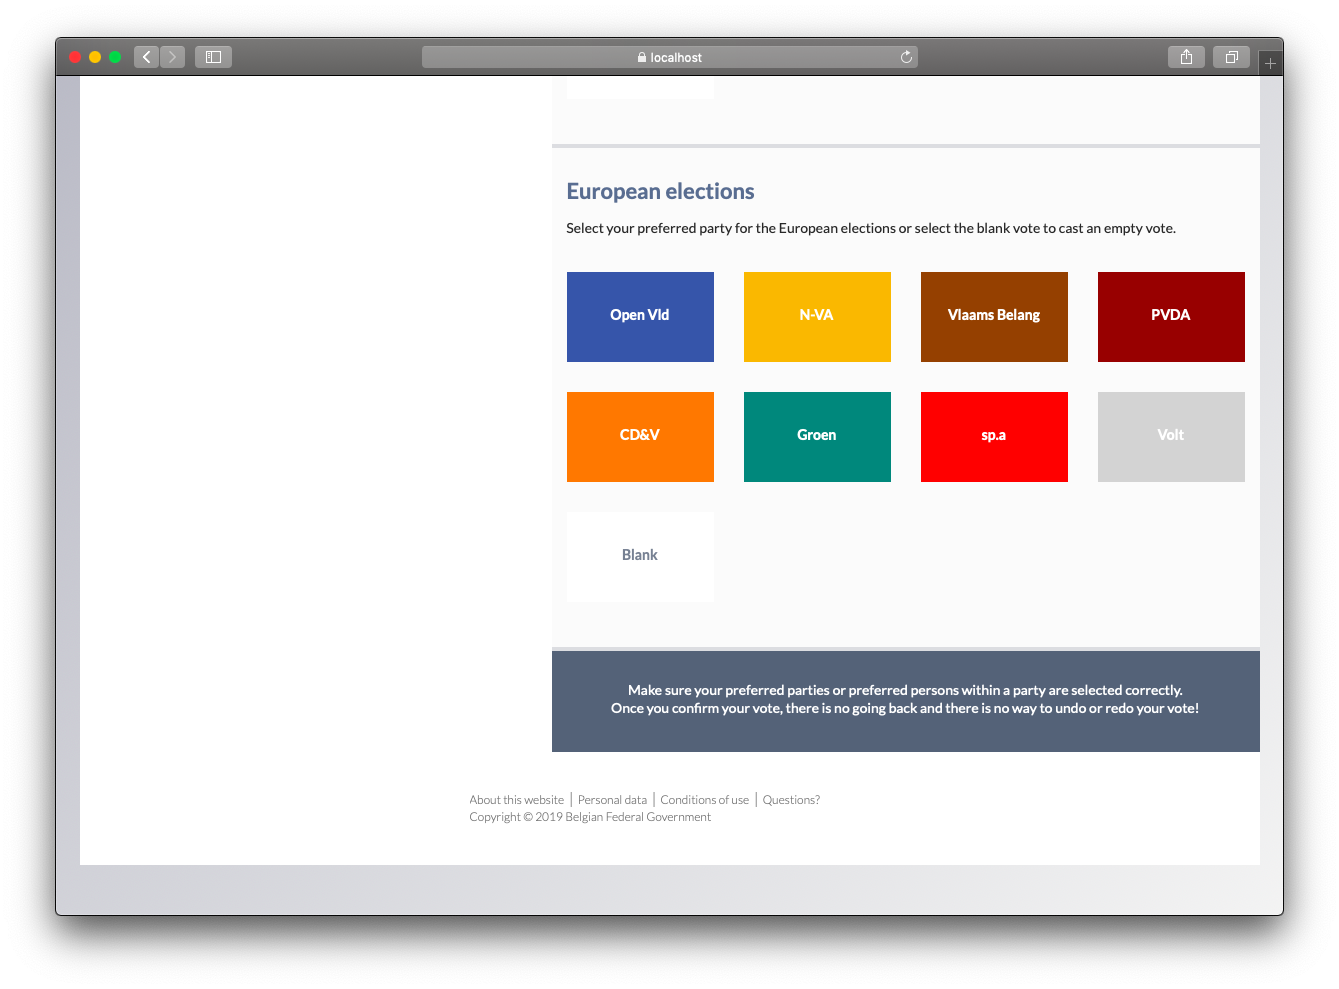 localhost
European elections
Select your preferred party for the European elections or select the blank vote to cast an empty vote.
Open Vld
N-VA
Vlaams Belang
PVDA
CD&V
Groen
sp.a
Volt
Blank
Make sure your preferred parties or preferred persons within a party are selected correctly.
Once you confirm your vote, there is no going back and there is no way to undo or redo your vote!
About this website | Personal data | Conditions of use | Questions?
Copyright © 2019 Belgian Federal Government